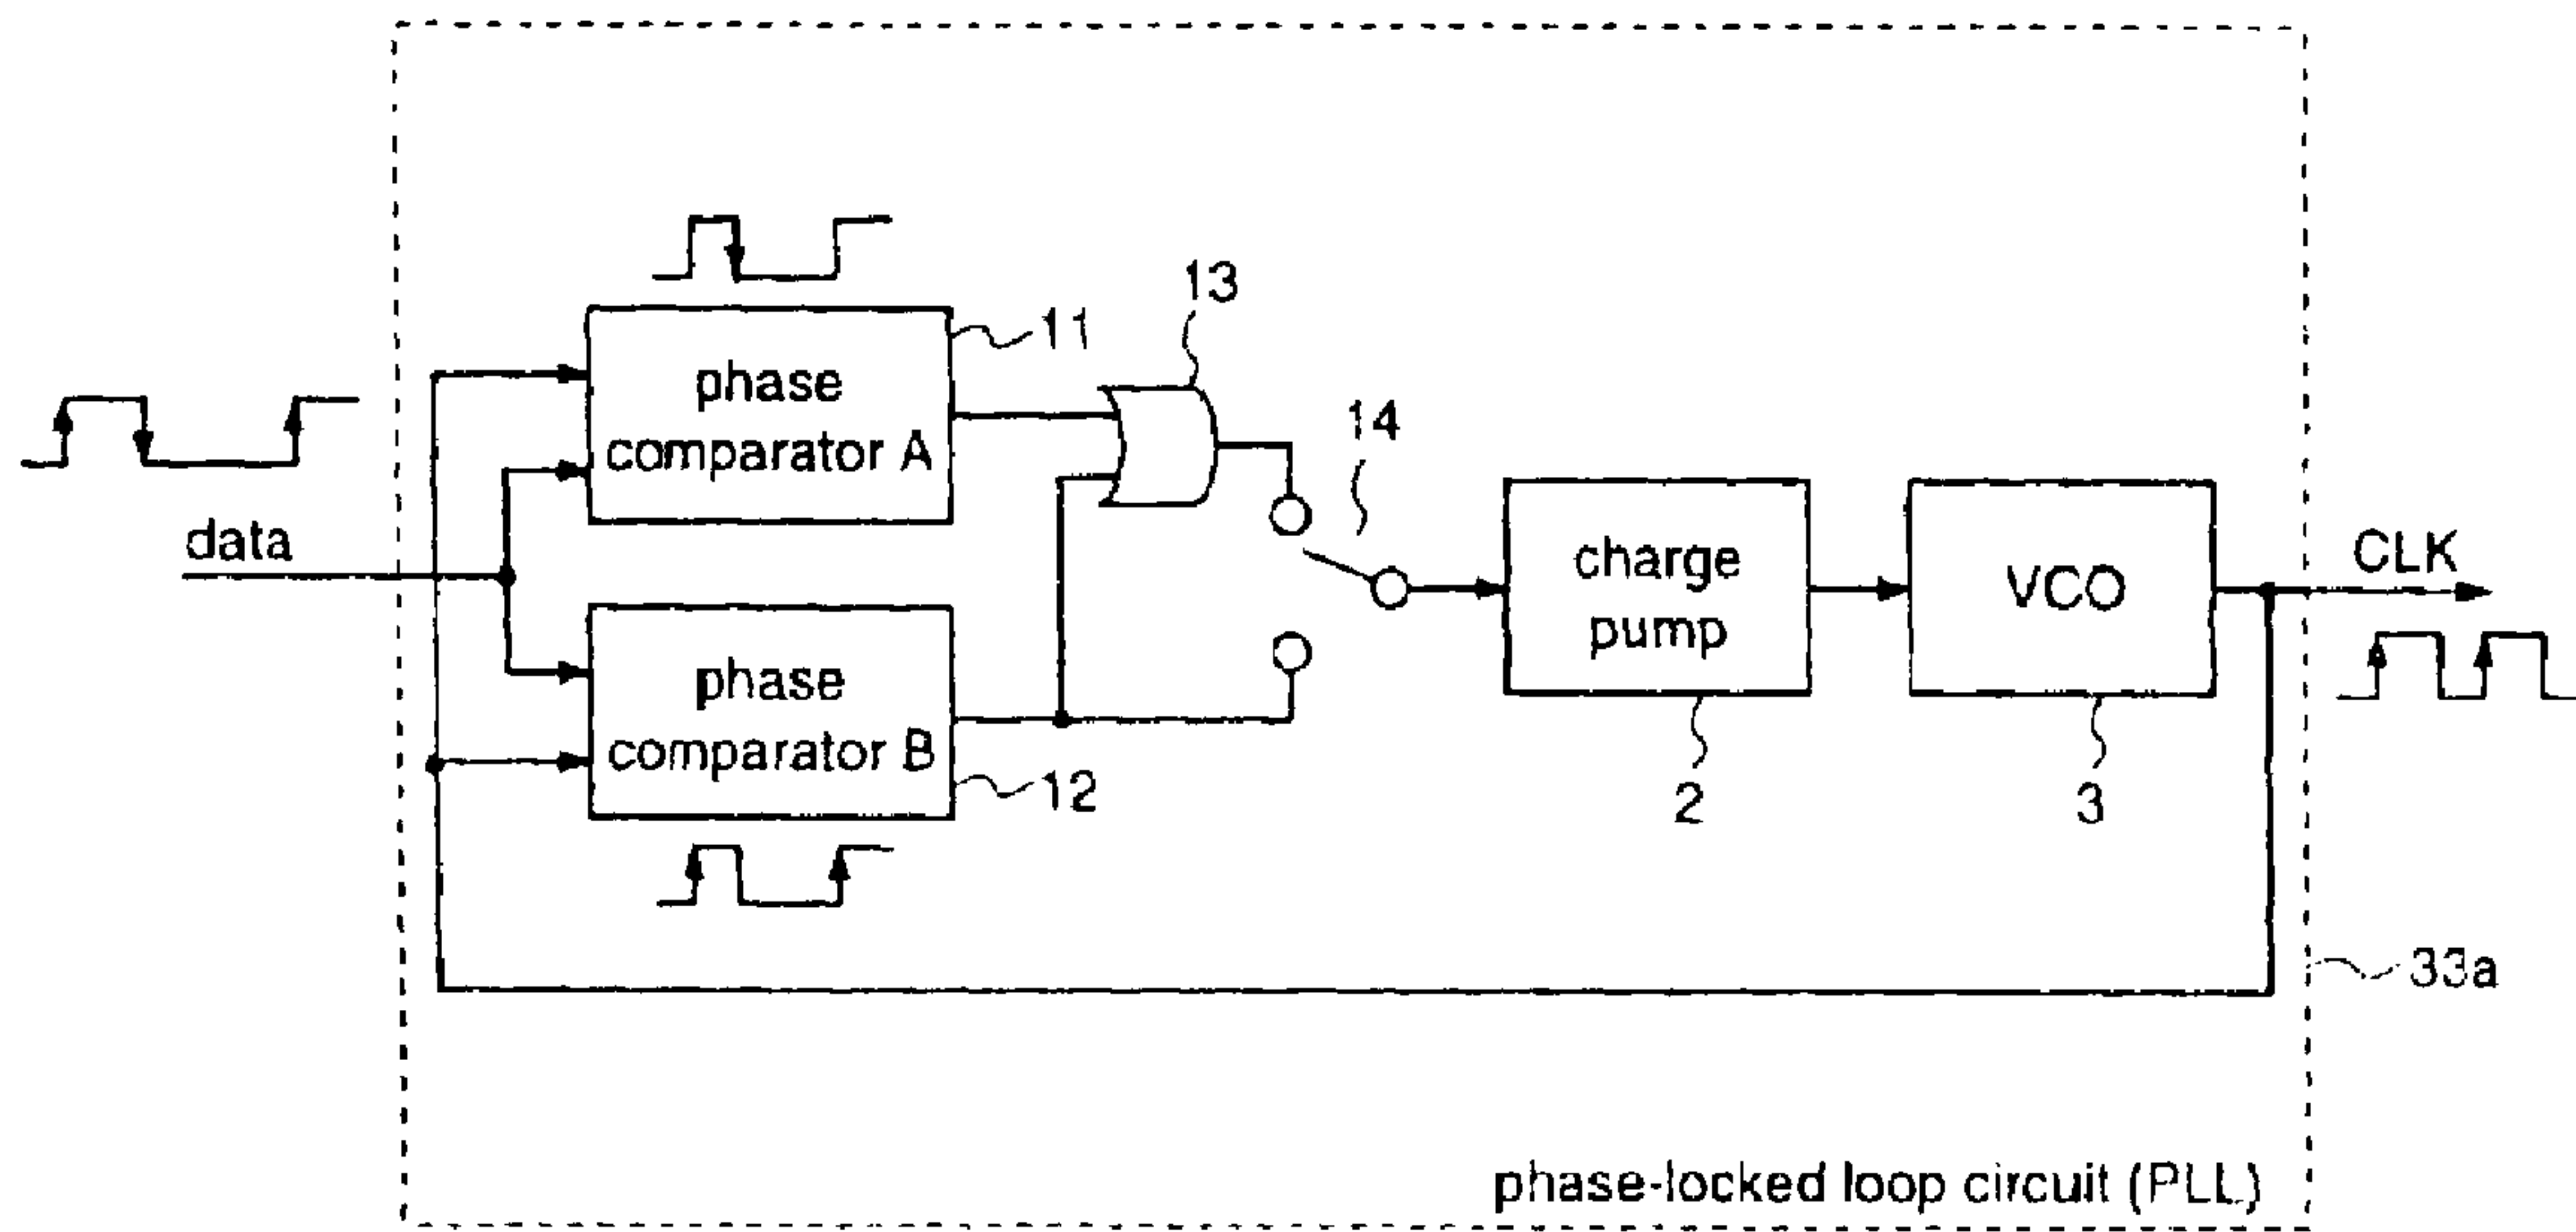 data
phase
comparator A
11
13
14
phase
comparator B
12
charge
pump
2
VCO
3
CLK
33a
phase-locked loop circuit (PLL)